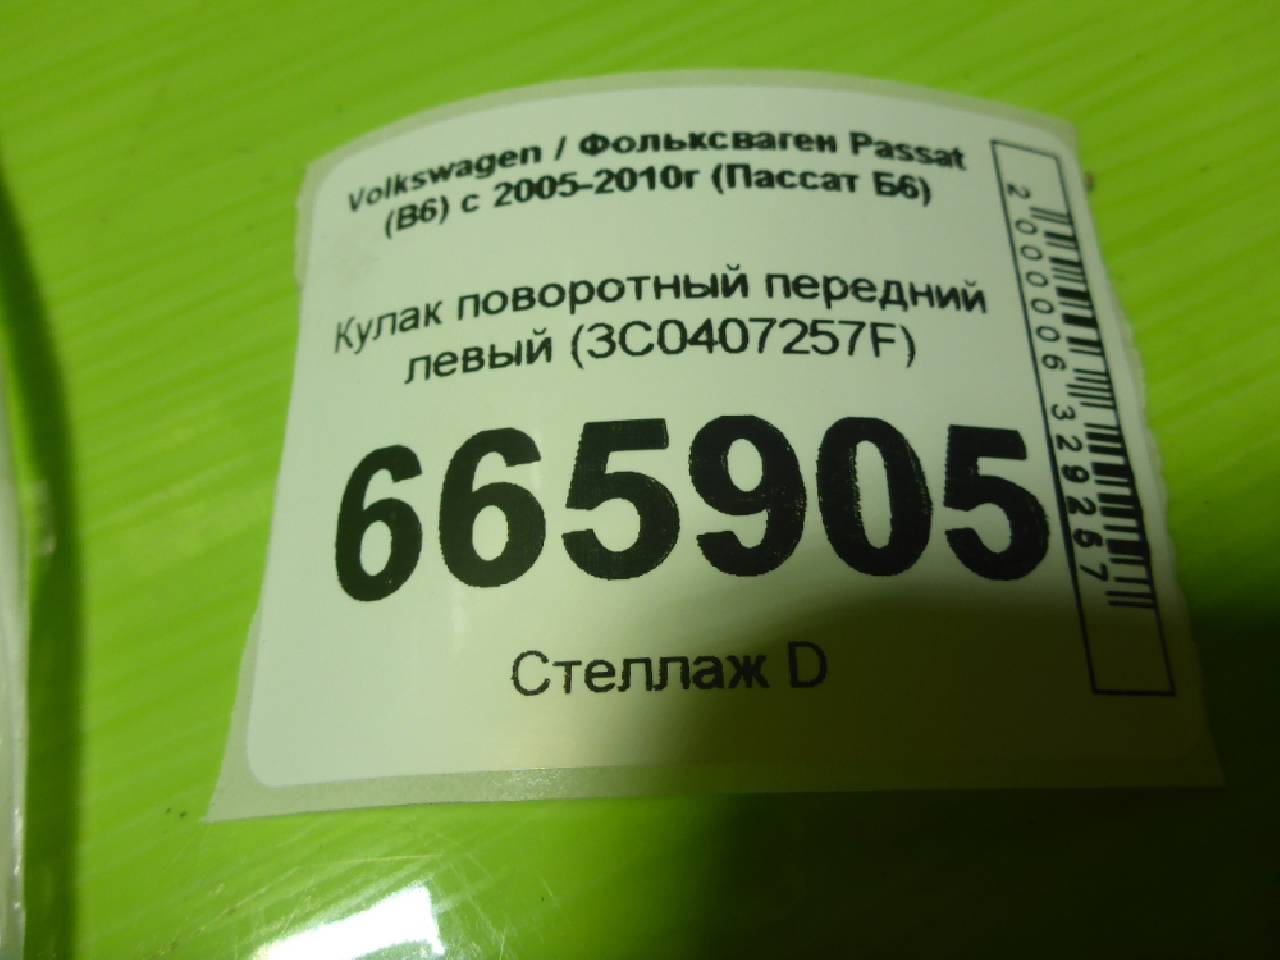 Volkswagen / Фольксваген Passat
(B6) с 2005-2010г (Пассат Б6)
Кулак поворотный передний
левый (3C0407257F)
665905
Стеллаж D
2000006329267